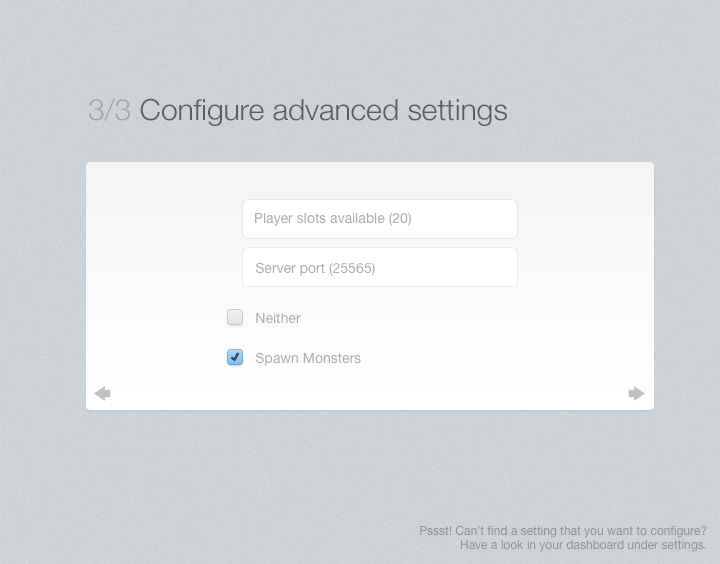 3/3 Configure advanced settings
Player slots available (20)
Server port (25565)
Neither
Spawn Monsters
Pssst! Can't find a setting that you want to configure?
Have a look in your dashboard under settings.